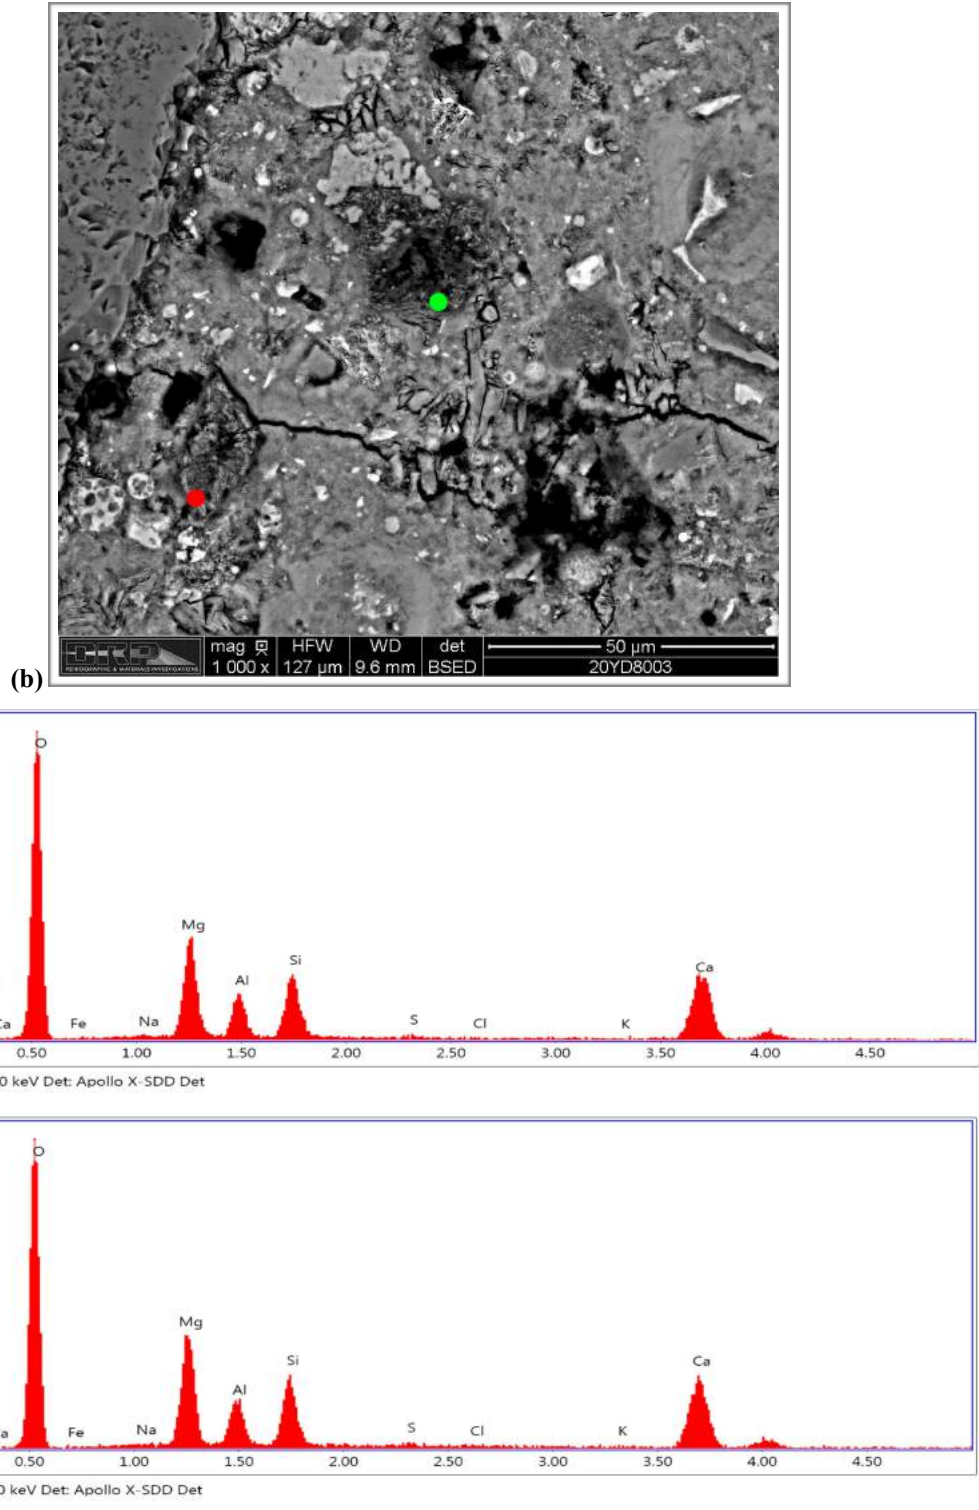 DRP
PETROGRAPHIC & MATERIALS INVESTIGATIONS
mag HFW WD det 50 µm
1 000 x 127 µm 9.6 mm BSED 20YD8003
(b)
O
Mg
Si
Al
Ca
Ca Fe Na S Cl K
0.50 1.00 1.50 2.00 2.50 3.00 3.50 4.00 4.50
0 keV Det: Apollo X-SDD Det
O
Mg
Si
Ca
Al
a Fe Na S Cl K
0.50 1.00 1.50 2.00 2.50 3.00 3.50 4.00 4.50
0 keV Det: Apollo X-SDD Det